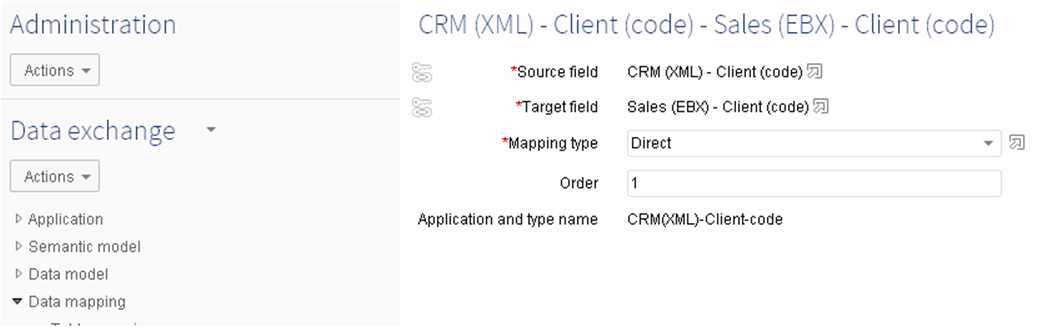 Administration
Actions
Data exchange
Actions
Application
Semantic model
Data model
Data mapping
CRM (XML) - Client (code) - Sales (EBX) - Client (code)
*Source field CRM (XML) - Client (code)
*Target field Sales (EBX) - Client (code)
*Mapping type Direct
Order 1
Application and type name CRM(XML)-Client-code